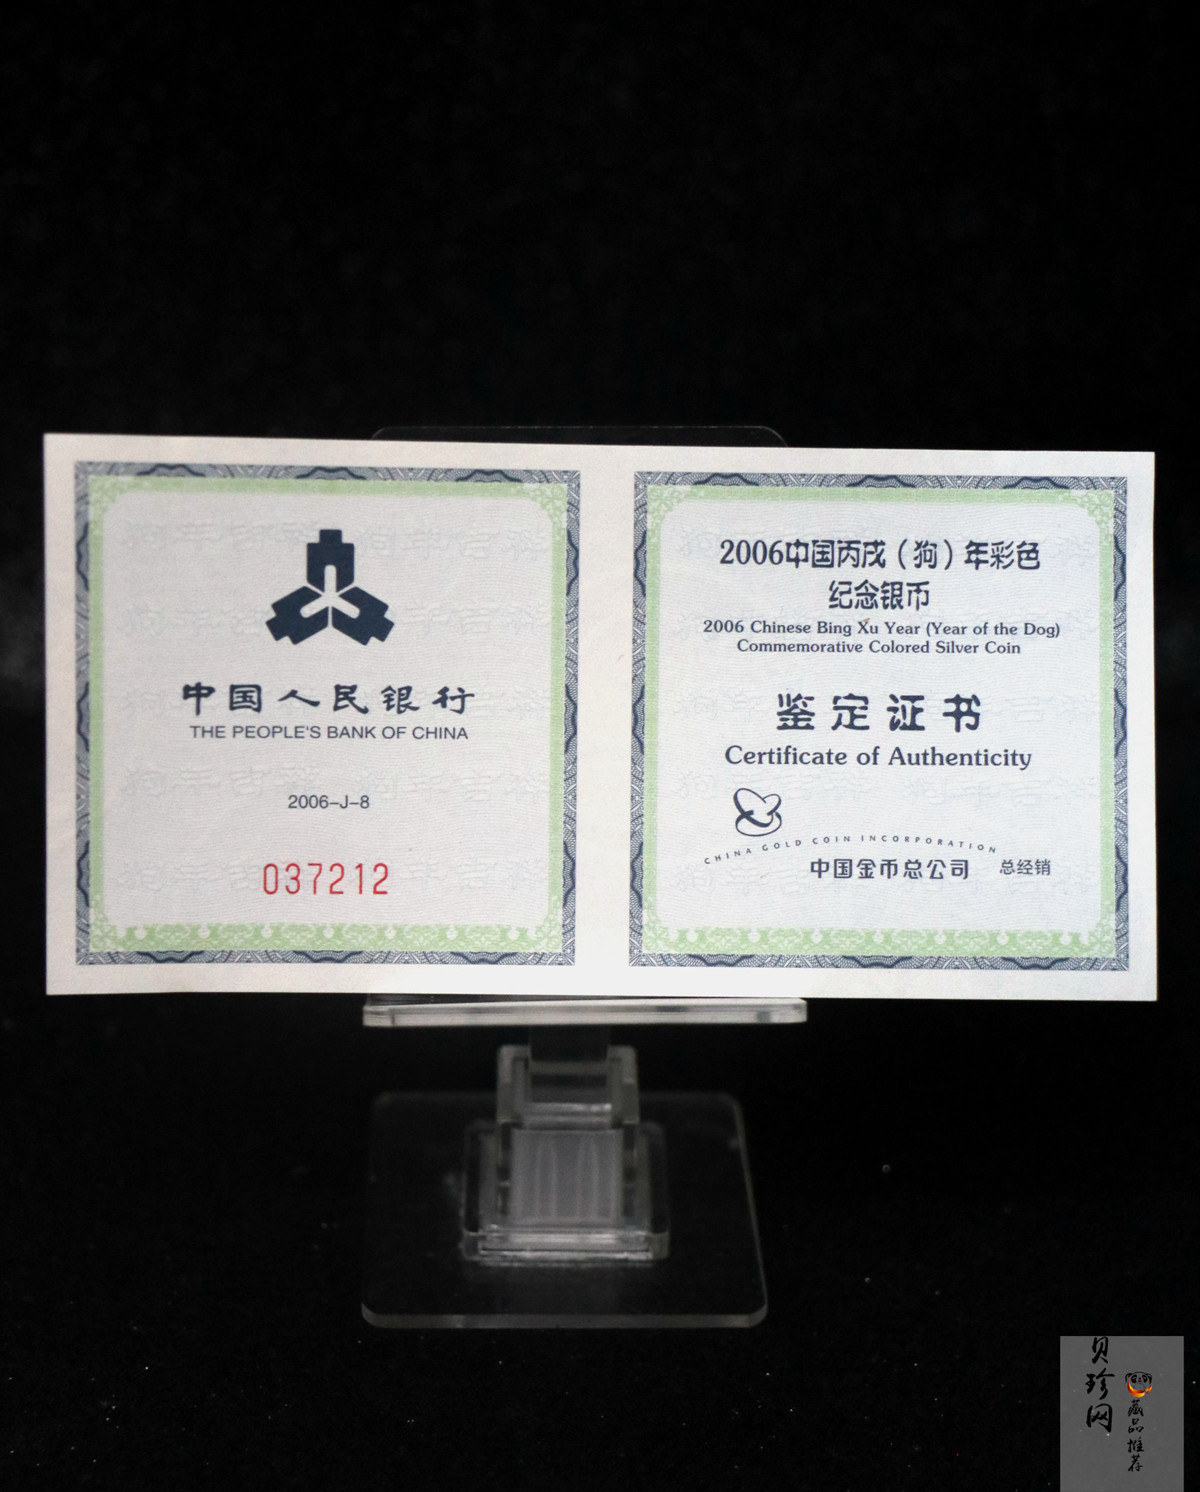 中国人民银行
THE PEOPLE'S BANK OF CHINA
2006-J-8
037212
2006中国丙戌（狗）年彩色
纪念银币
2006 Chinese Bing Xu Year (Year of the Dog)
Commemorative Colored Silver Coin
鉴定证书
Certificate of Authenticity
CHINA GOLD COIN INCORPORATION
中国金币总公司 总经销
贝珍网
藏品推荐